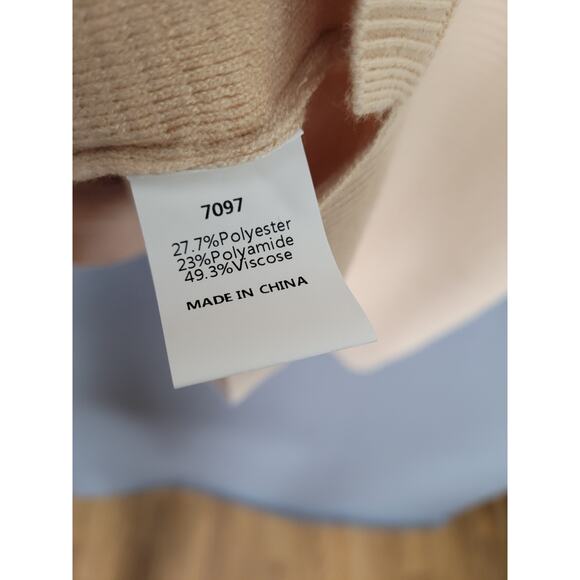 7097
27.7%Polyester
23%Polyamide
49.3%Viscose
MADE IN CHINA